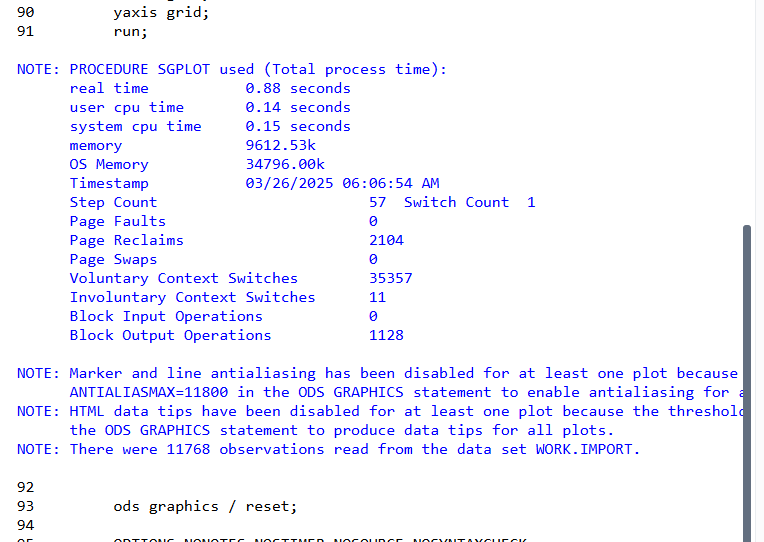 90 yaxis grid;
91 run;
NOTE: PROCEDURE SGPLOT used (Total process time):
real time 0.88 seconds
user cpu time 0.14 seconds
system cpu time 0.15 seconds
memory 9612.53k
OS Memory 34796.00k
Timestamp 03/26/2025 06:06:54 AM
Step Count 57 Switch Count 1
Page Faults 0
Page Reclaims 2104
Page Swaps 0
Voluntary Context Switches 35357
Involuntary Context Switches 11
Block Input Operations 0
Block Output Operations 1128
NOTE: Marker and line antialiasing has been disabled for at least one plot because
ANTIALIASMAX=11800 in the ODS GRAPHICS statement to enable antialiasing for
NOTE: HTML data tips have been disabled for at least one plot because the threshold
the ODS GRAPHICS statement to produce data tips for all plots.
NOTE: There were 11768 observations read from the data set WORK.IMPORT.
92
93 ods graphics / reset;
94
95 OPTIONS NONOTES NOSTIMER NOSOURCE NOSYNTAXCHECK